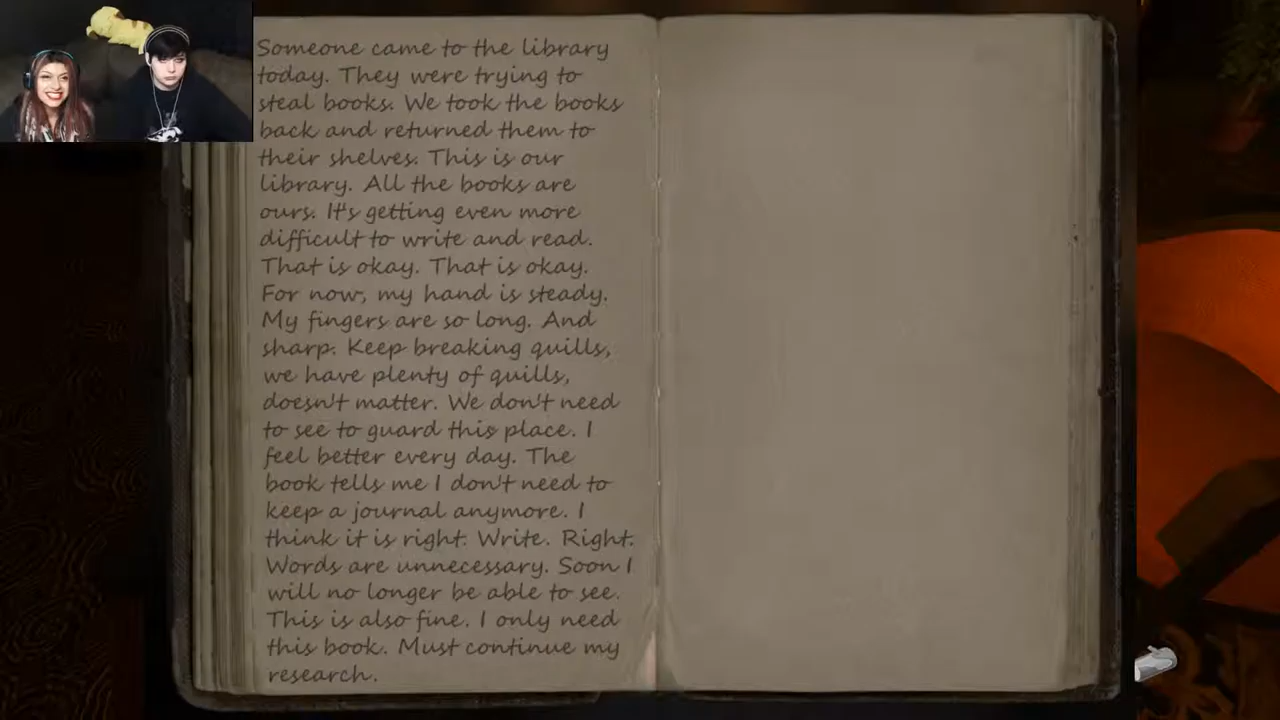 Someone came to the library
today. They were trying to
steal books. We took the books
back and returned them to
their shelves. This is our
library. All the books are
ours. It's getting even more
difficult to write and read.
That is okay. That is okay.
For now, my hand is steady.
My fingers are so long. And
sharp. Keep breaking quills,
we have plenty of quills,
doesn't matter. We don't need
to see to guard this place. I
feel better every day. The
book tells me I don't need to
keep a journal anymore. I
think it is right. Write. Right.
Words are unnecessary. Soon I
will no longer be able to see.
This is also fine. I only need
this book. Must continue my
research.